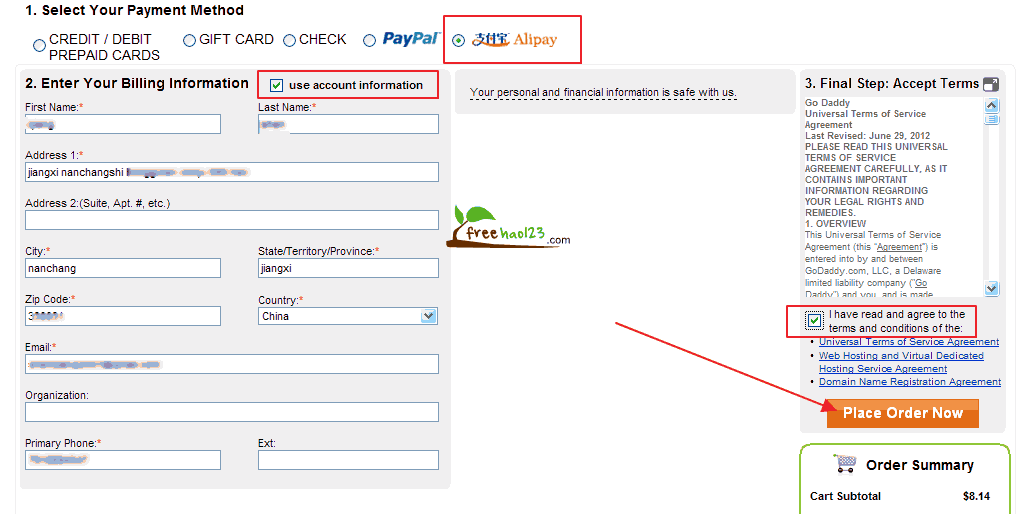 1. Select Your Payment Method
CREDIT / DEBIT
PREPAID CARDS
GIFT CARD
CHECK
PayPal
支付宝 Alipay
2. Enter Your Billing Information
use account information
First Name:*
Last Name:*
Address 1:*
jiangxi nanchangshi
Address 2:(Suite, Apt. #, etc.)
City:*
State/Territory/Province:*
nanchang
jiangxi
Zip Code:*
Country:*
China
Email:*
Organization:
Primary Phone:*
Ext:
Your personal and financial information is safe with us.
freehao123.com
3. Final Step: Accept Terms
Go Daddy
Universal Terms of Service
Agreement
Last Revised: June 29, 2012
PLEASE READ THIS UNIVERSAL
TERMS OF SERVICE
AGREEMENT CAREFULLY, AS IT
CONTAINS IMPORTANT
INFORMATION REGARDING
YOUR LEGAL RIGHTS AND
REMEDIES.
1. OVERVIEW
This Universal Terms of Service
Agreement (this "Agreement") is
entered into by and between
GoDaddy.com, LLC, a Delaware
limited liability company ("Go
Daddy") and you, and is made
I have read and agree to the
terms and conditions of the:
• Universal Terms of Service Agreement
• Web Hosting and Virtual Dedicated
Hosting Service Agreement
• Domain Name Registration Agreement
Place Order Now
Order Summary
Cart Subtotal $8.14